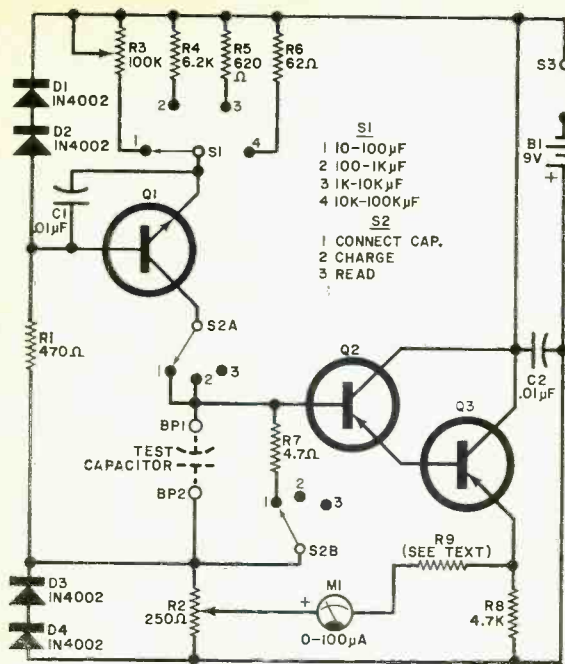 R3
100K
R4
6.2K
R5
620
Ω
R6
62Ω
S3
D1
IN4002
D2
IN4002
2
3
1
S1
4
S1
1 10-100µF
2 100-1KµF
3 1K-10KµF
4 10K-100KµF
S2
1 CONNECT CAP.
2 CHARGE
3 READ
B1
9V
+
C1
.01µF
Q1
R1
470Ω
S2A
1
2
3
Q2
C2
.01µF
Q3
BP1
TEST
CAPACITOR
BP2
R7
4.7Ω
1
2
3
S2B
R9
(SEE TEXT)
D3
IN4002
D4
IN4002
R2
250Ω
+
M1
0-100µA
R8
4.7K